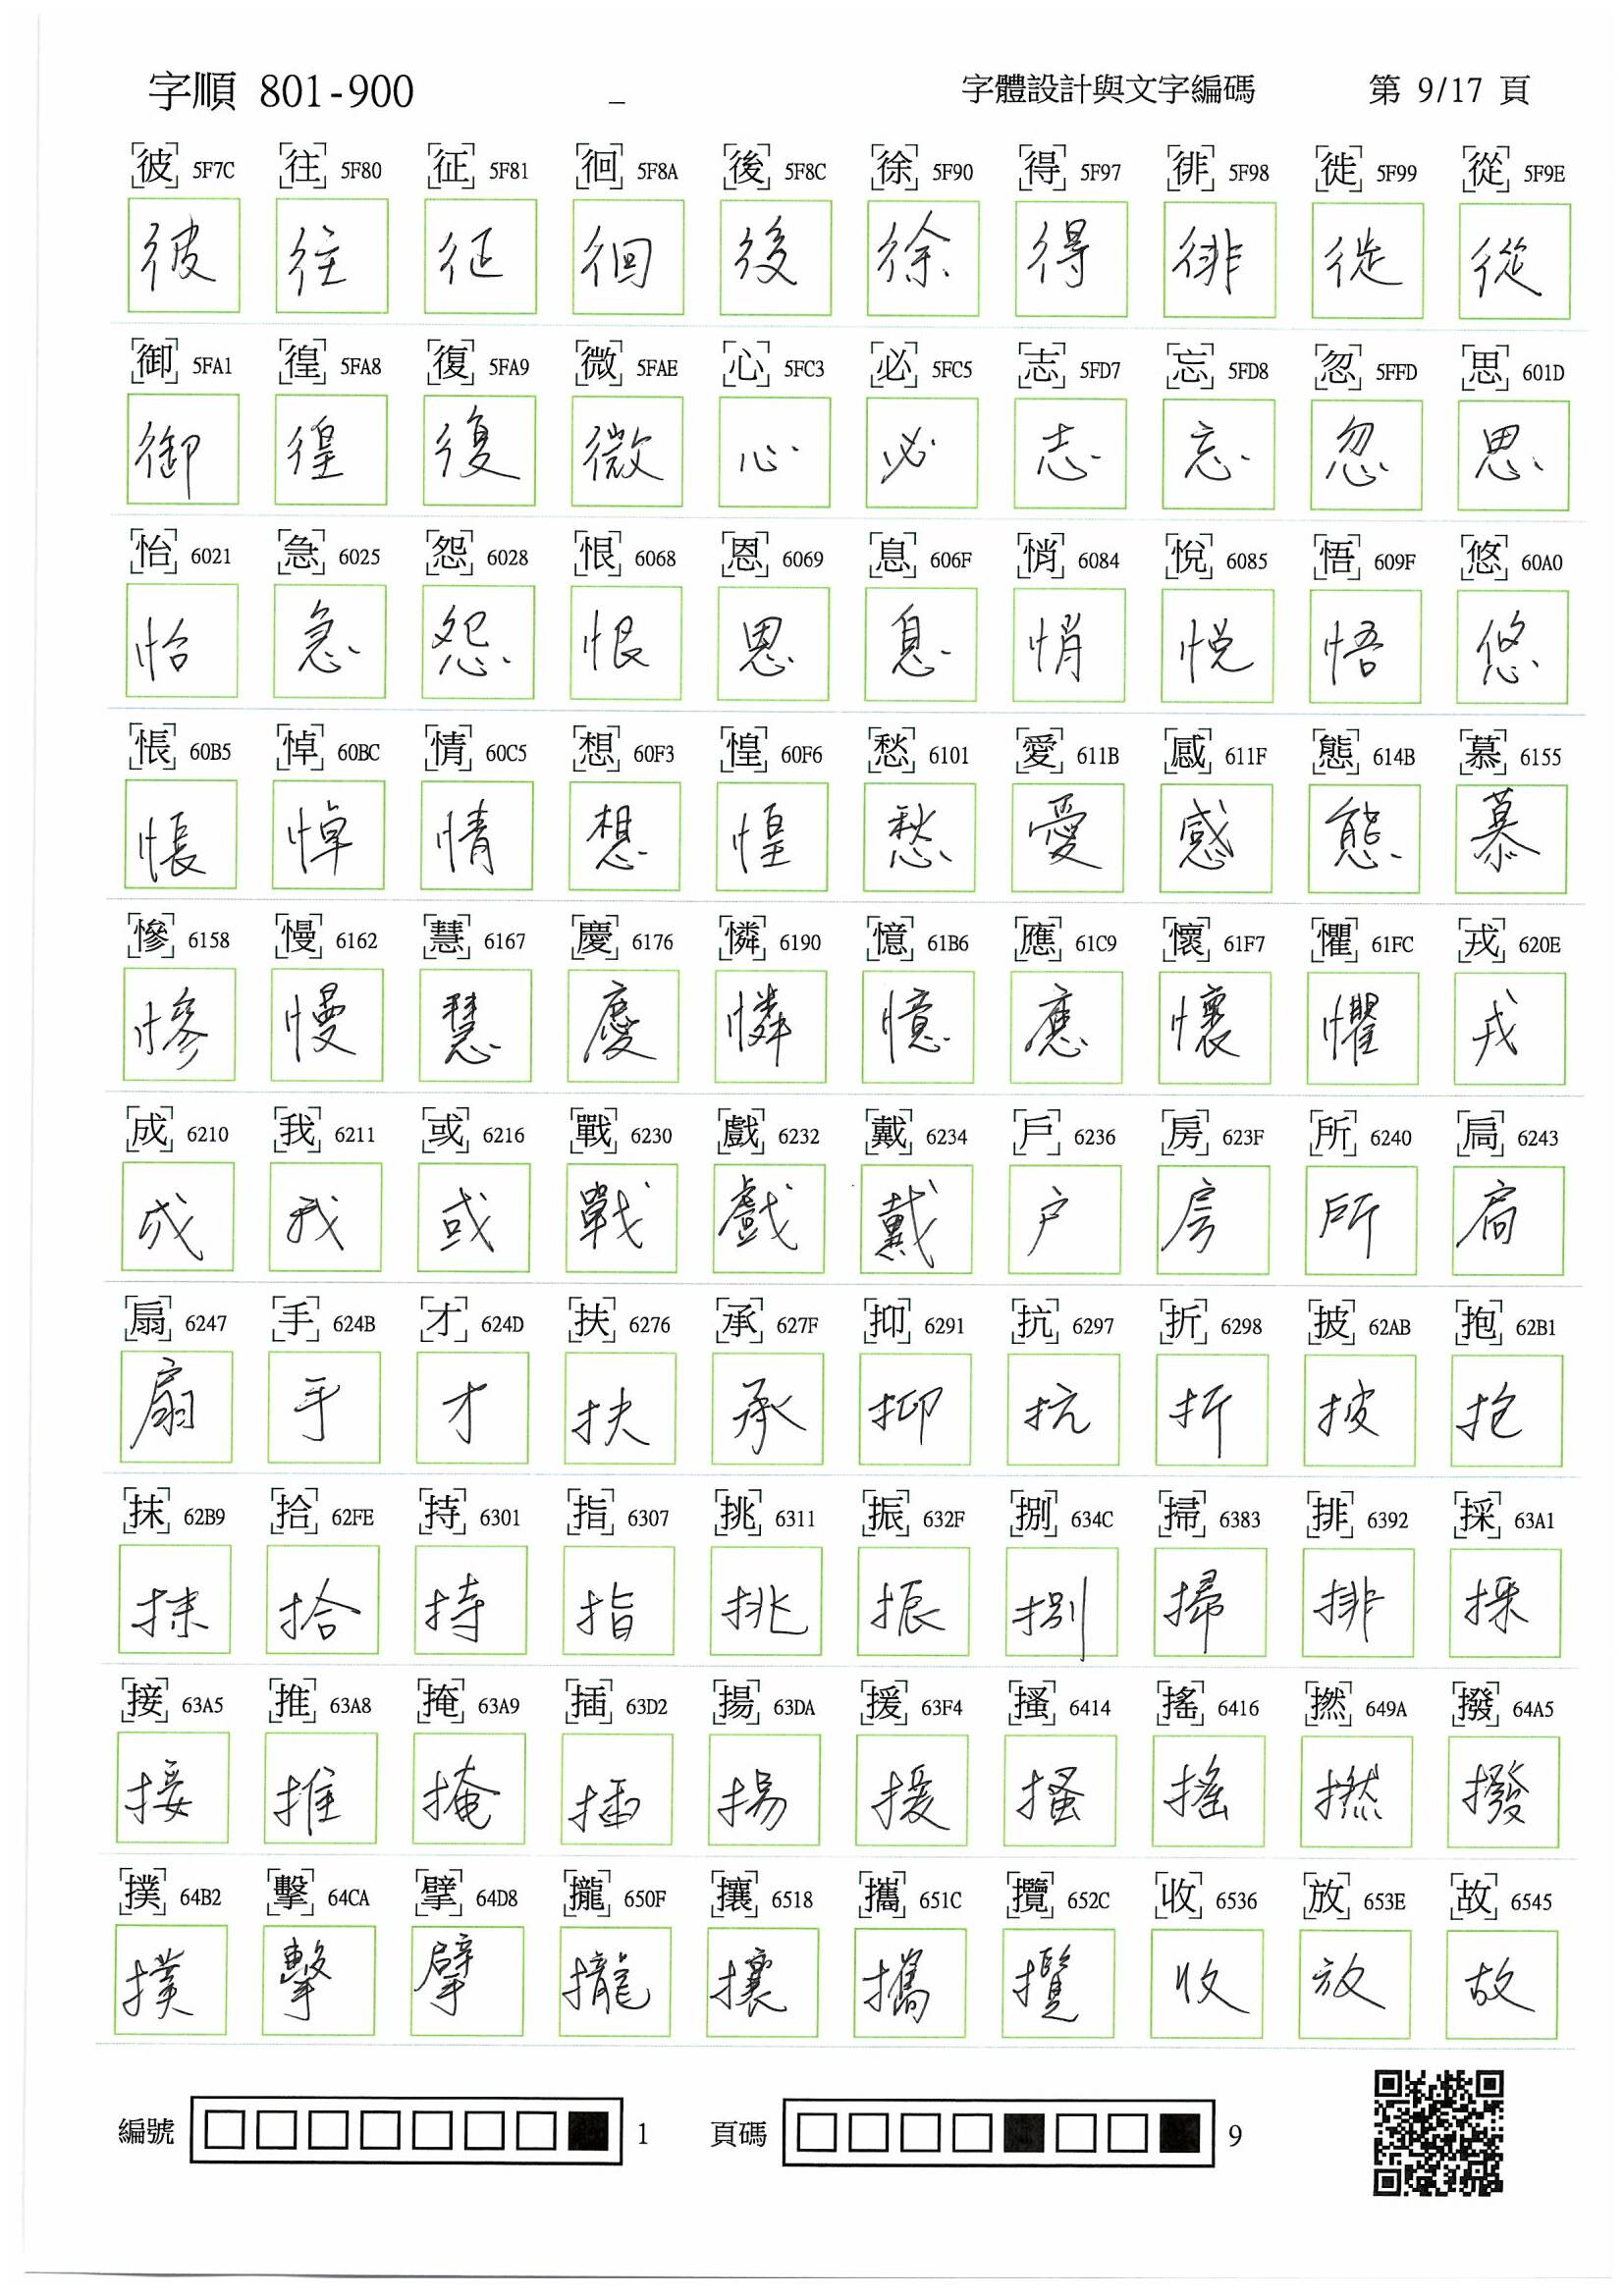 字順 801-900 _ 字體設計與文字編碼 第 9/17 頁
彼 5F7C 往 5F80 征 5F81 徊 5F8A 後 5F8C 徐 5F90 得 5F97 徘 5F98 徙 5F99 從 5F9E
彼 往 征 徊 後 徐 得 徘 徙 從
御 5FA1 徨 5FA8 復 5FA9 微 5FAE 心 5FC3 必 5FC5 志 5FD7 忘 5FD8 忽 5FFD 思 601D
御 徨 復 微 心 必 志 忘 忽 思
怡 6021 急 6025 怨 6028 恨 6068 恩 6069 息 606F 悄 6084 悅 6085 悟 609F 悠 60A0
怡 急 怨 恨 恩 息 悄 悅 悟 悠
悵 60B5 悼 60BC 情 60C5 想 60F3 惶 60F6 愁 6101 愛 611B 感 611F 態 614B 慕 6155
悵 悼 情 想 惶 愁 愛 感 態 慕
慘 6158 慢 6162 慧 6167 慶 6176 憐 6190 憶 61B6 應 61C9 懷 61F7 懼 61FC 戎 620E
慘 慢 慧 慶 憐 憶 應 懷 懼 戎
成 6210 我 6211 或 6216 戰 6230 戲 6232 戴 6234 戶 6236 房 623F 所 6240 扃 6243
成 我 或 戰 戲 戴 戶 房 所 扃
扇 6247 手 624B 才 624D 扶 6276 承 627F 抑 6291 抗 6297 折 6298 披 62AB 抱 62B1
扇 手 才 扶 承 抑 抗 折 披 抱
抹 62B9 拾 62FE 持 6301 指 6307 挑 6311 振 632F 捌 634C 掃 6383 排 6392 採 63A1
抹 拾 持 指 挑 振 捌 掃 排 採
接 63A5 推 63A8 掩 63A9 插 63D2 揚 63DA 援 63F4 搔 6414 搖 6416 撚 649A 撥 64A5
接 推 掩 插 揚 援 搔 搖 撚 撥
撲 64B2 擊 64CA 擘 64D8 攏 650F 攘 6518 攜 651C 攬 652C 收 6536 放 653E 故 6545
撲 擊 擘 攏 攘 攜 攬 收 放 故
編號 1 頁碼 9